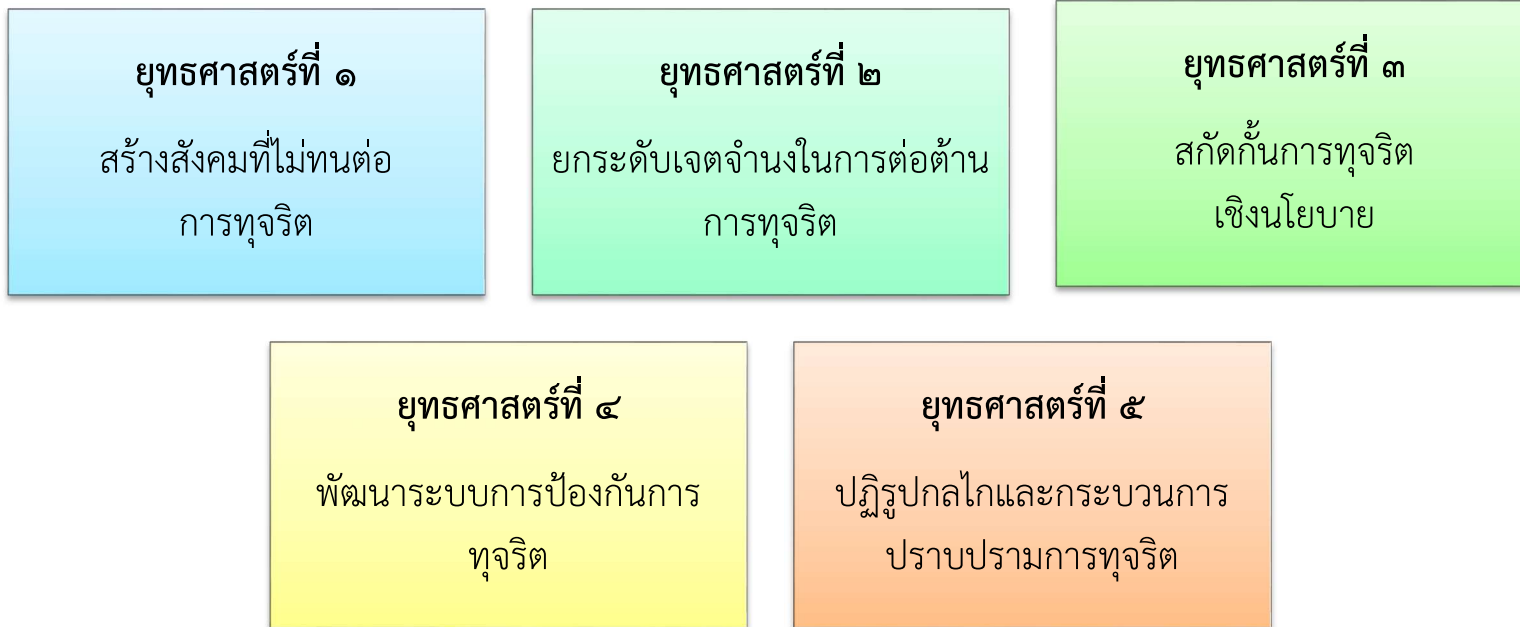 ยุทธศาสตร์ที่ ๑
สร้างสังคมที่ไม่ทนต่อ
การทุจริต
ยุทธศาสตร์ที่ ๒
ยกระดับเจตจำนงในการต่อต้าน
การทุจริต
ยุทธศาสตร์ที่ ๓
สกัดกั้นการทุจริต
เชิงนโยบาย
ยุทธศาสตร์ที่ ๔
พัฒนาระบบการป้องกันการ
ทุจริต
ยุทธศาสตร์ที่ ๕
ปฏิรูปกลไกและกระบวนการ
ปราบปรามการทุจริต